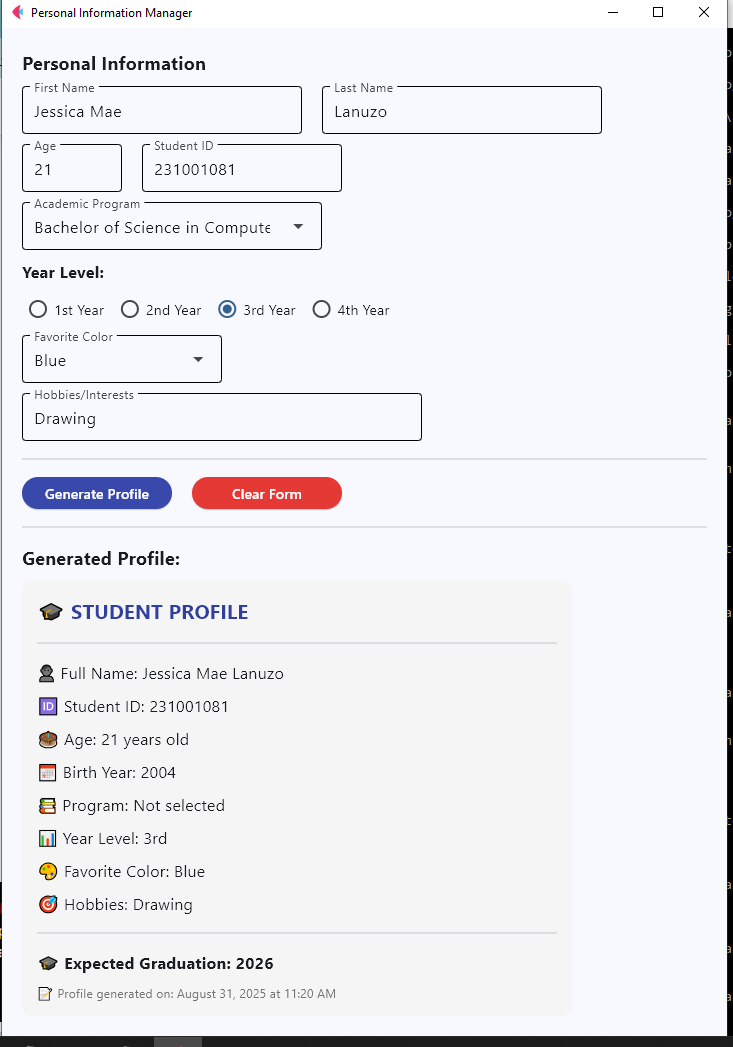 Personal Information Manager
Personal Information
First Name Last Name
Jessica Mae Lanuzo
Age Student ID
21 231001081
Academic Program
Bachelor of Science in Compute
Year Level:
1st Year 2nd Year 3rd Year 4th Year
Favorite Color
Blue
Hobbies/Interests
Drawing
Generate Profile Clear Form
Generated Profile:
🎓 STUDENT PROFILE
👤 Full Name: Jessica Mae Lanuzo
🆔 Student ID: 231001081
🎂 Age: 21 years old
📅 Birth Year: 2004
📚 Program: Not selected
📊 Year Level: 3rd
🎨 Favorite Color: Blue
🎯 Hobbies: Drawing
🎓 Expected Graduation: 2026
📝 Profile generated on: August 31, 2025 at 11:20 AM